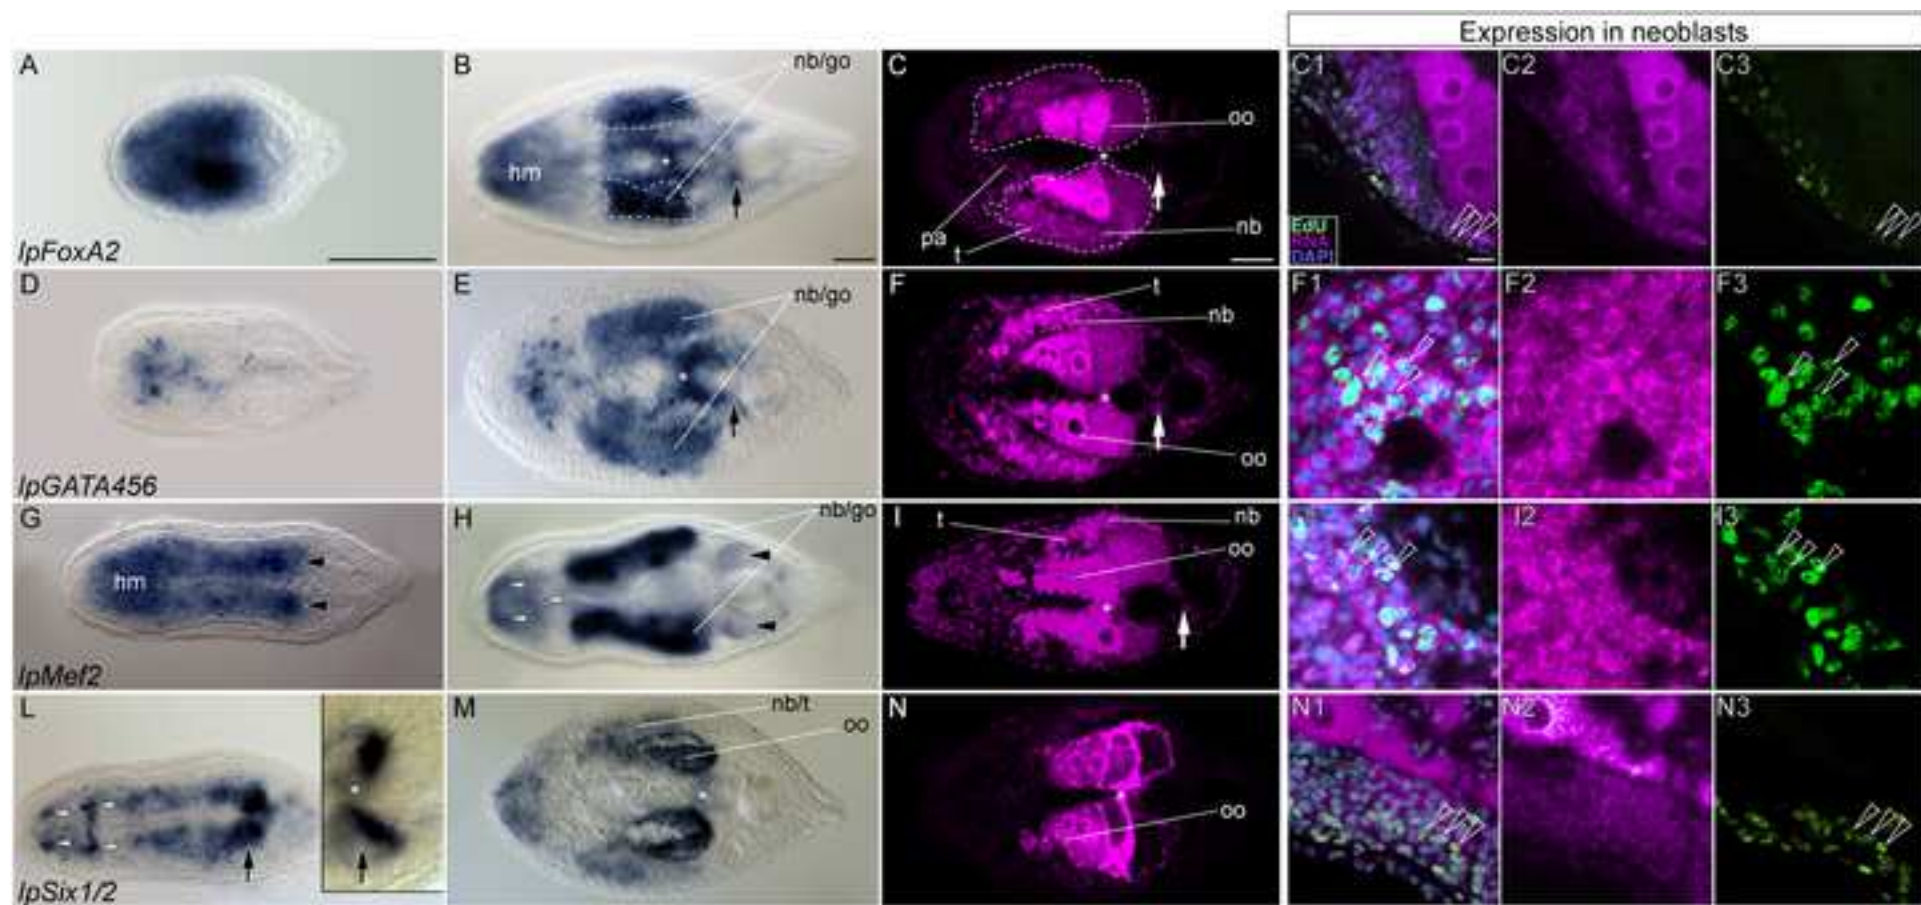 Expression in neoblasts
A
B
nb/go
C
oo
C1
C2
C3
hm
pa
t
nb
EdU
RNA
DAPI
IpFoxA2
D
E
nb/go
F
t
nb
oo
F1
F2
F3
IpGATA456
G
hm
H
nb/go
I
t
nb
oo
I2
I3
IpMef2
L
M
nb/t
oo
N
oo
N1
N2
N3
IpSix1/2